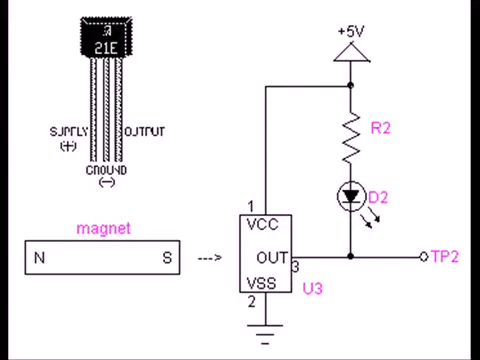 21E
SUPPLY
(+)
OUTPUT
GROUND
(−)
magnet
N S
--->
+5V
R2
D2
1
VCC
OUT
3
VSS
2
U3
TP2